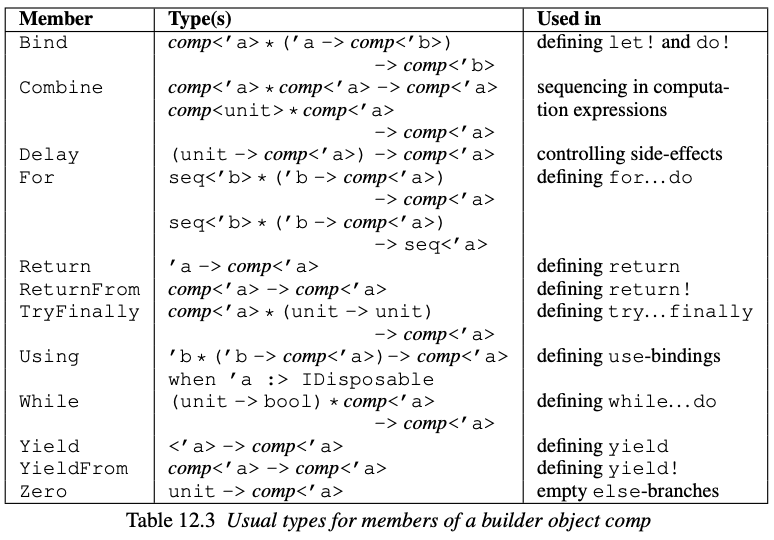 Member Type(s) Used in
Bind comp<'a> * ('a -> comp<'b>) defining let! and do!
-> comp<'b>
Combine comp<'a> * comp<'a> -> comp<'a> sequencing in computa-
comp<unit> * comp<'a> tion expressions
-> comp<'a>
Delay (unit -> comp<'a>) -> comp<'a> controlling side-effects
For seq<'b> * ('b -> comp<'a>) defining for...do
-> comp<'a>
seq<'b> * ('b -> comp<'a>)
-> seq<'a>
Return 'a -> comp<'a> defining return
ReturnFrom comp<'a> -> comp<'a> defining return!
TryFinally comp<'a> * (unit -> unit) defining try...finally
-> comp<'a>
Using 'b * ('b -> comp<'a>) -> comp<'a> defining use-bindings
when 'a :> IDisposable
While (unit -> bool) * comp<'a> defining while...do
-> comp<'a>
Yield <'a> -> comp<'a> defining yield
YieldFrom comp<'a> -> comp<'a> defining yield!
Zero unit -> comp<'a> empty else-branches
Table 12.3 Usual types for members of a builder object comp